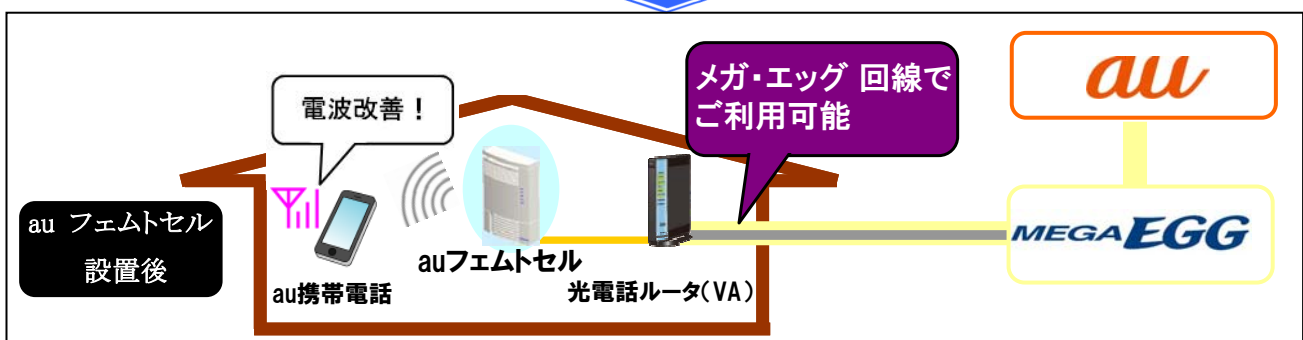 メガ・エッグ 回線で
ご利用可能
au
電波改善！
au フェムトセル
設置後
MEGA EGG
auフェムトセル
au携帯電話
光電話ルータ(VA)